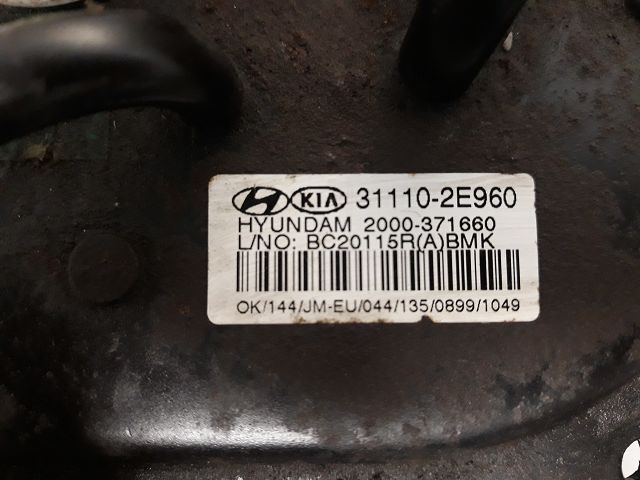 KIA 31110-2E960
HYUNDAM 2000-371660
L/NO: BC20115R(A)BMK
OK/144/JM-EU/044/135/0899/1049